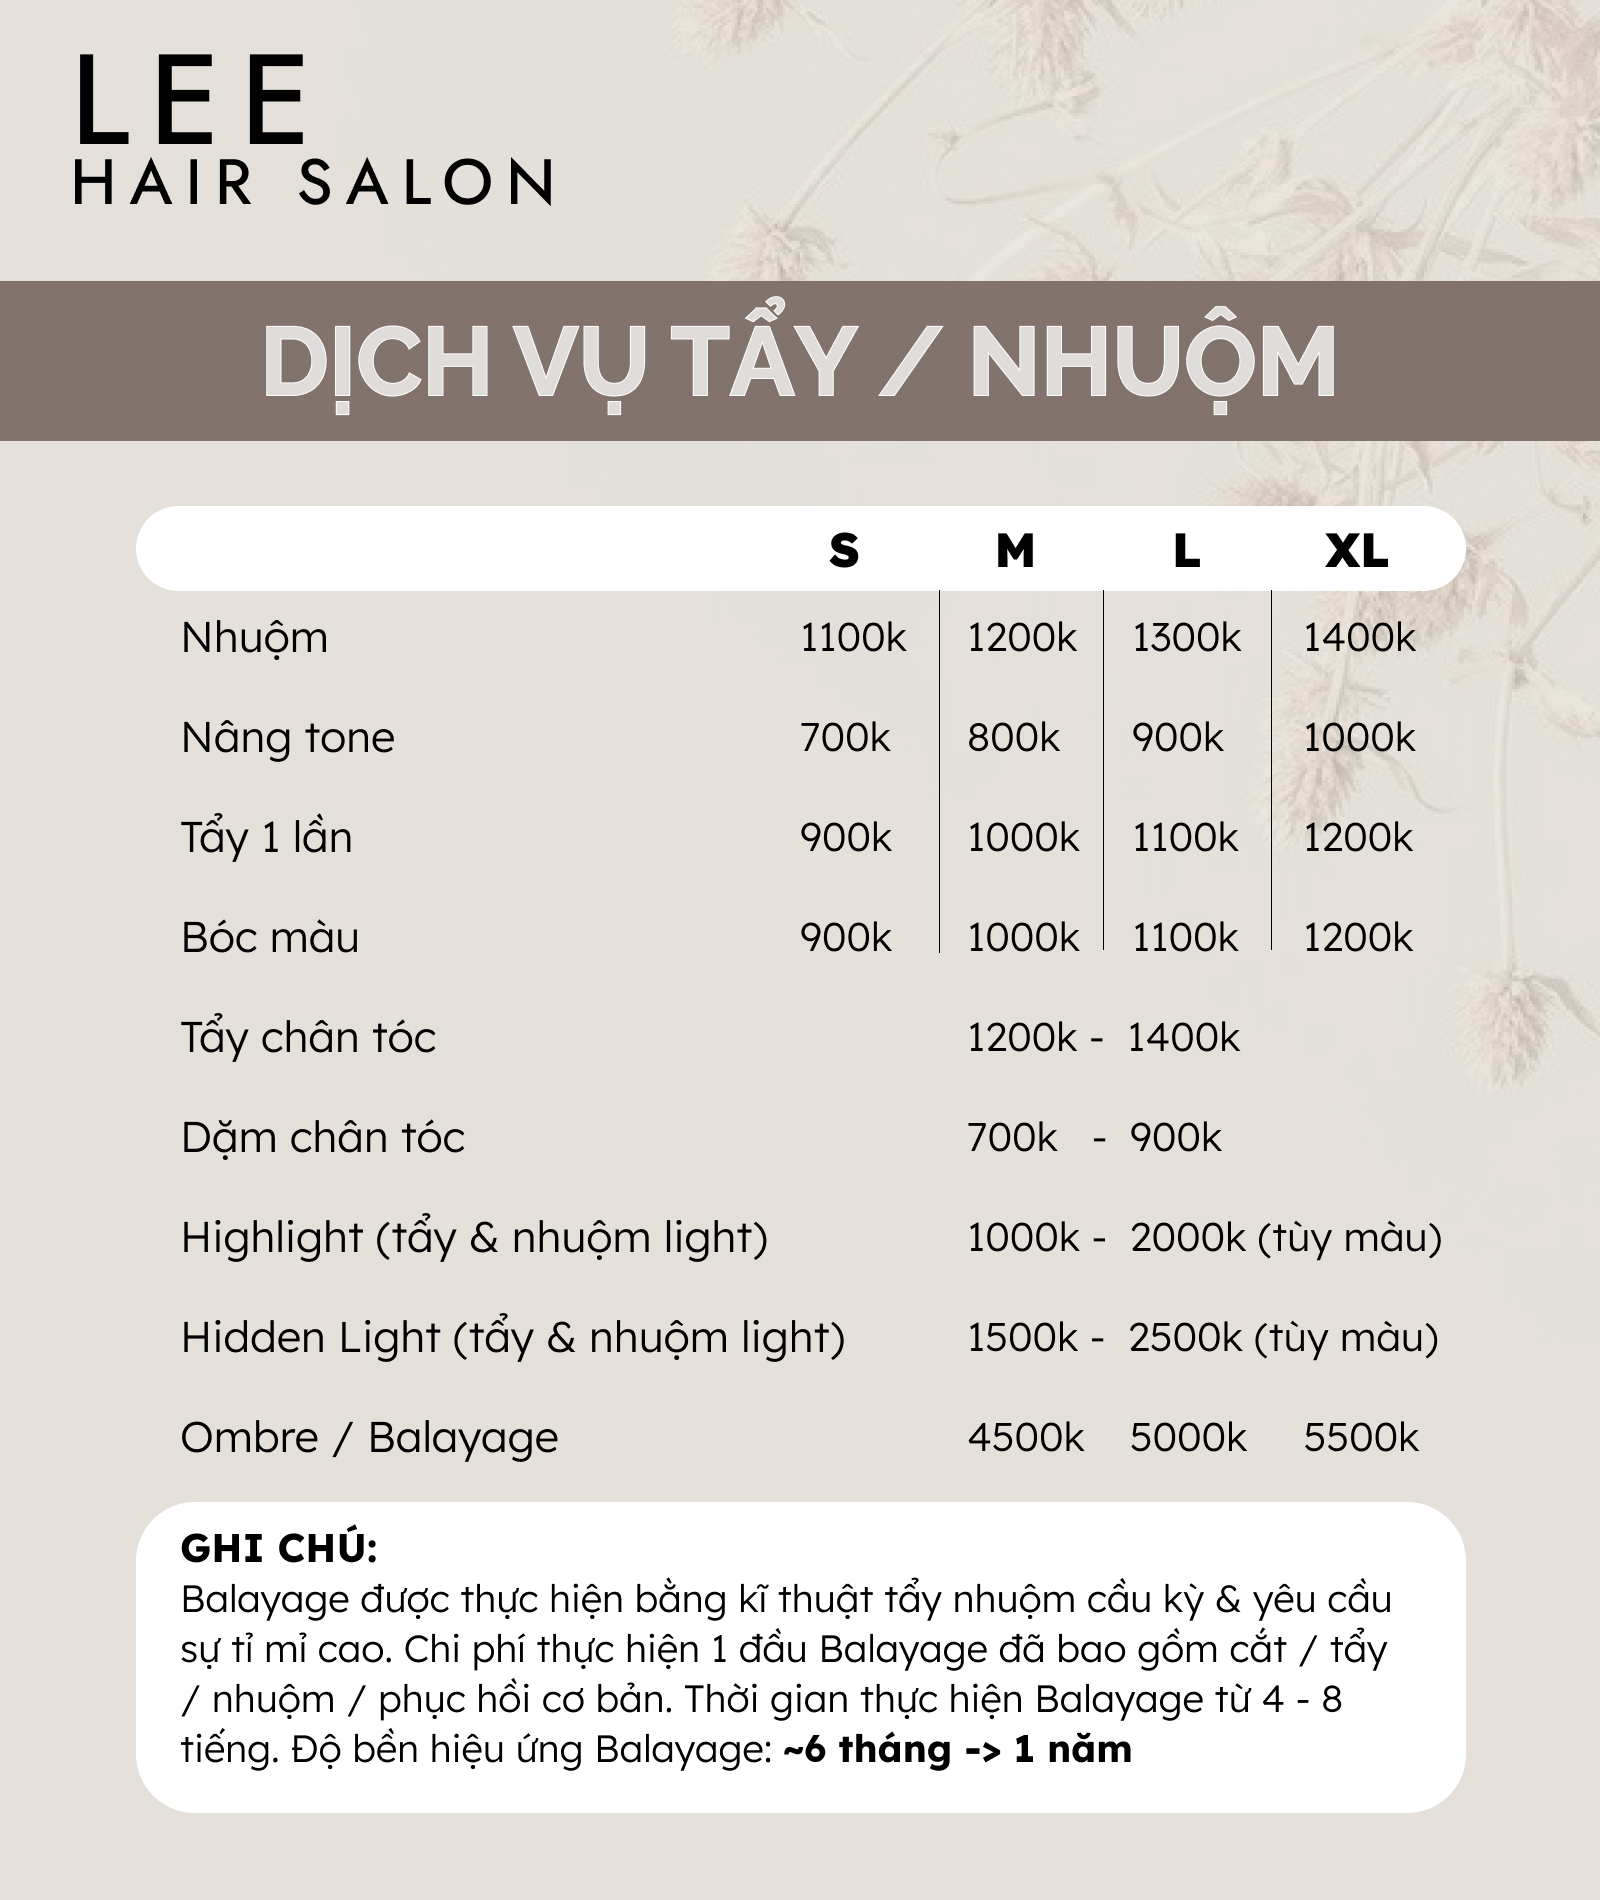 LEE
HAIR SALON
DỊCH VỤ TẨY / NHUỘM
S M L XL
Nhuộm 1100k 1200k 1300k 1400k
Nâng tone 700k 800k 900k 1000k
Tẩy 1 lần 900k 1000k 1100k 1200k
Bóc màu 900k 1000k 1100k 1200k
Tẩy chân tóc 1200k - 1400k
Dặm chân tóc 700k - 900k
Highlight (tẩy & nhuộm light) 1000k - 2000k (tùy màu)
Hidden Light (tẩy & nhuộm light) 1500k - 2500k (tùy màu)
Ombre / Balayage 4500k 5000k 5500k
GHI CHÚ:
Balayage được thực hiện bằng kĩ thuật tẩy nhuộm cầu kỳ & yêu cầu
sự tỉ mỉ cao. Chi phí thực hiện 1 đầu Balayage đã bao gồm cắt / tẩy
/ nhuộm / phục hồi cơ bản. Thời gian thực hiện Balayage từ 4 - 8
tiếng. Độ bền hiệu ứng Balayage: ~6 tháng -> 1 năm